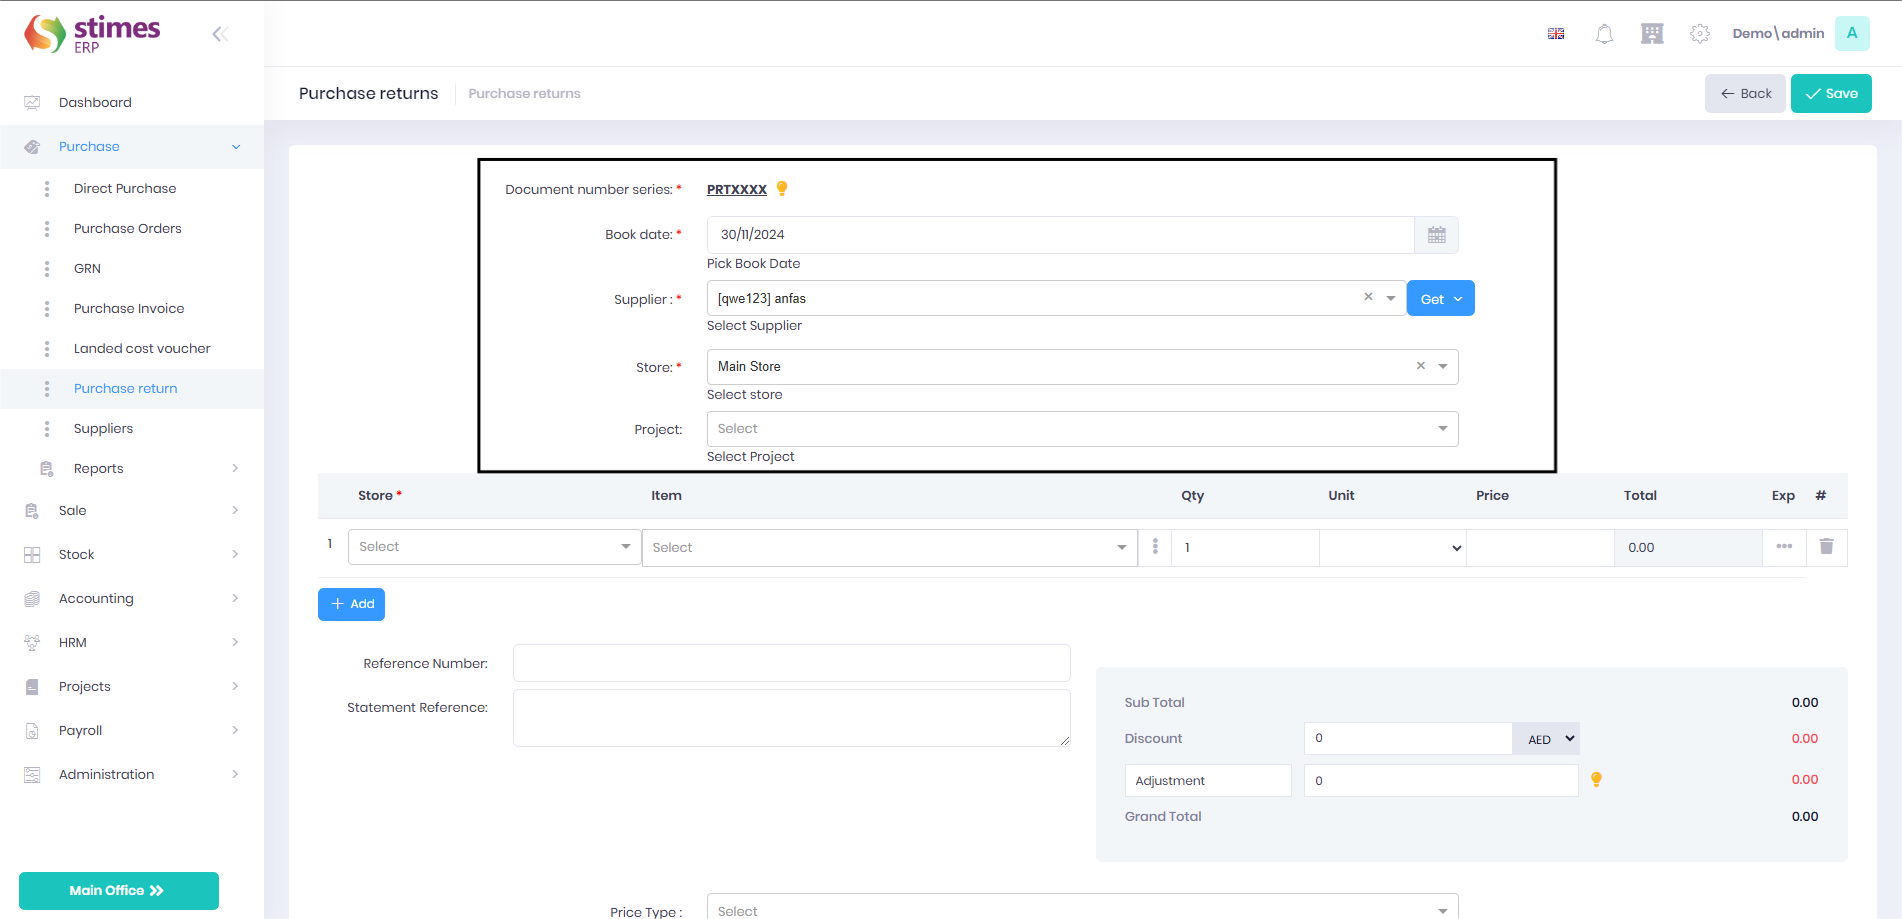 stimes
ERP
Demo\admin
A
Purchase returns
Purchase returns
Back
Save
Dashboard
Purchase
Direct Purchase
Purchase Orders
GRN
Purchase Invoice
Landed cost voucher
Purchase return
Suppliers
Reports
Sale
Stock
Accounting
HRM
Projects
Payroll
Administration
Main Office
Document number series: *
PRTXXXX
Book date: *
30/11/2024
Pick Book Date
Supplier : *
[qwe123] anfas
×
Get
Select Supplier
Store: *
Main Store
×
Select store
Project:
Select
Select Project
Store * Item Qty Unit Price Total Exp #
1 Select Select 1 0.00
Add
Reference Number:
Statement Reference:
Sub Total 0.00
Discount 0 AED 0.00
Adjustment 0 0.00
Grand Total 0.00
Price Type : Select